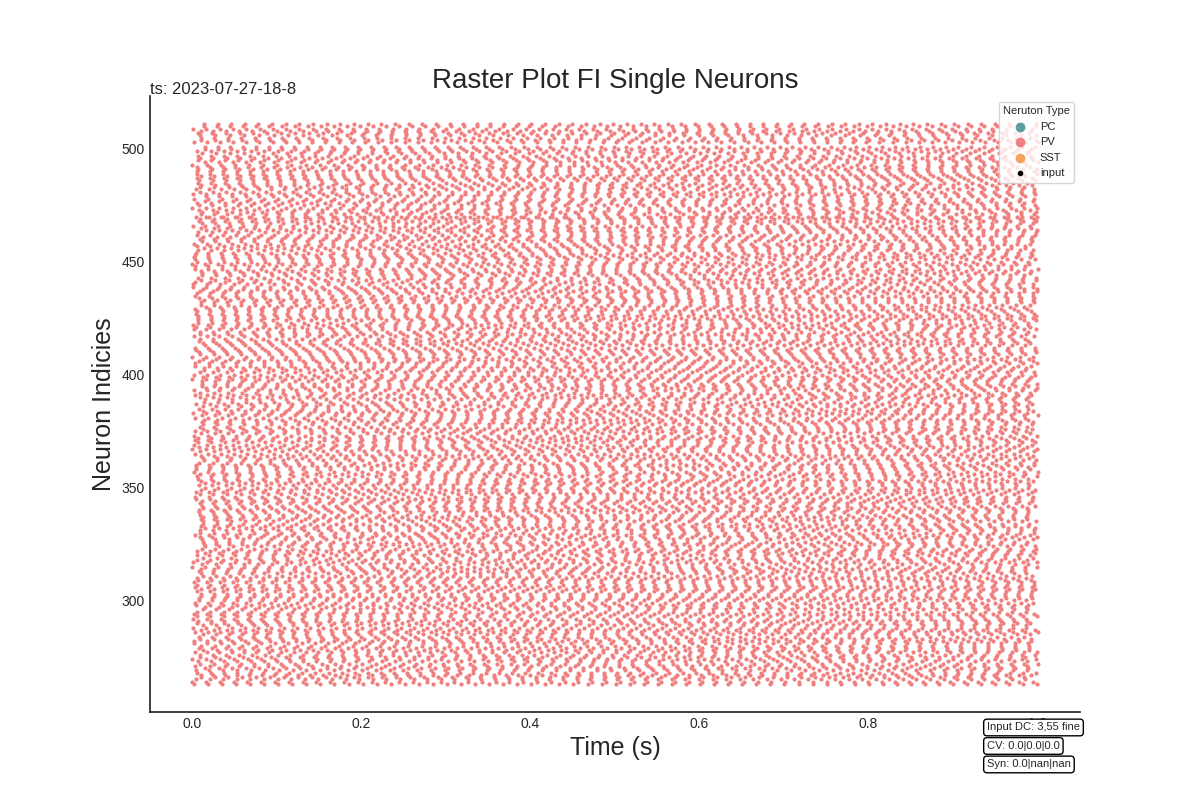 Raster Plot FI Single Neurons
ts: 2023-07-27-18-8
Neruton Type
PC
PV
SST
input
500
450
400
350
300
Neuron Indicies
0.0 0.2 0.4 0.6 0.8
Time (s)
Input DC: 3,55 fine
CV: 0.0|0.0|0.0
Syn: 0.0|nan|nan